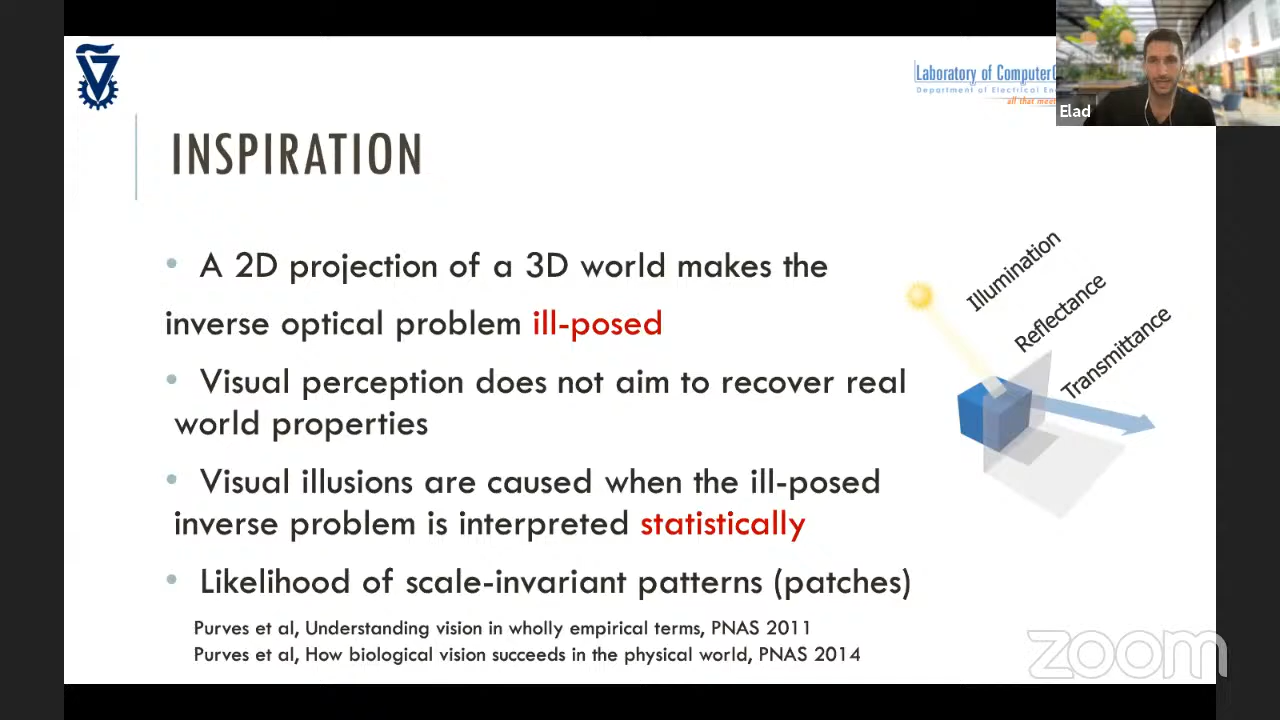 Laboratory of Computer
Department of Electrical
all that
Elad
INSPIRATION
• A 2D projection of a 3D world makes the
inverse optical problem ill-posed
• Visual perception does not aim to recover real
world properties
• Visual illusions are caused when the ill-posed
inverse problem is interpreted statistically
• Likelihood of scale-invariant patterns (patches)
Purves et al, Understanding vision in wholly empirical terms, PNAS 2011
Purves et al, How biological vision succeeds in the physical world, PNAS 2014
Illumination
Reflectance
Transmittance
zoom